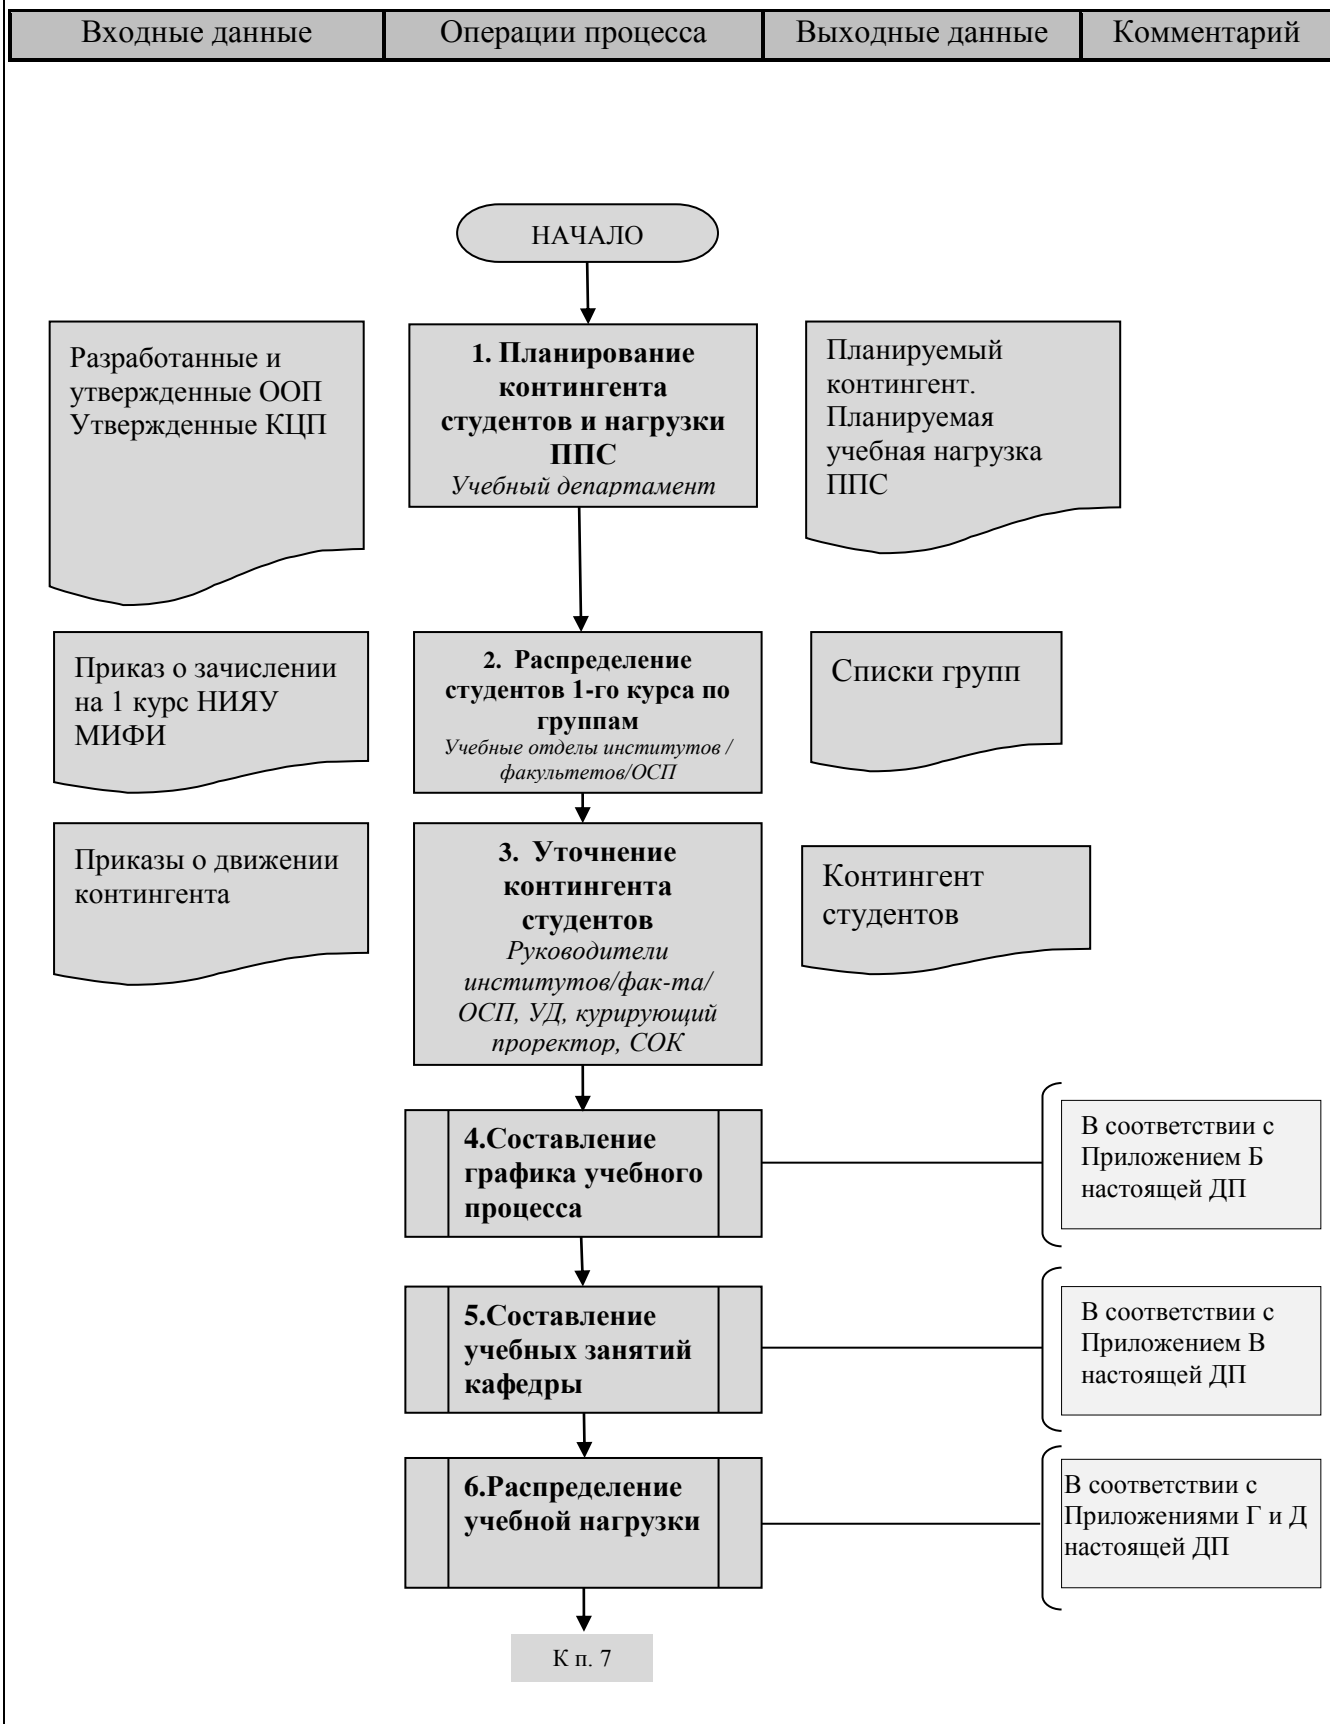 Входные данные
Операции процесса
Выходные данные
Комментарий
НАЧАЛО
Разработанные и
утвержденные ООП
Утвержденные КЦП
1. Планирование
контингента
студентов и нагрузки
ППС
Учебный департамент
Планируемый
контингент.
Планируемая
учебная нагрузка
ППС
Приказ о зачислении
на 1 курс НИЯУ
МИФИ
2. Распределение
студентов 1-го курса по
группам
Учебные отделы институтов /
факультетов/ОСП
Списки групп
Приказы о движении
контингента
3. Уточнение
контингента
студентов
Руководители
институтов/фак-та/
ОСП, УД, курирующий
проректор, СОК
Контингент
студентов
4.Составление
графика учебного
процесса
В соответствии с
Приложением Б
настоящей ДП
5.Составление
учебных занятий
кафедры
В соответствии с
Приложением В
настоящей ДП
6.Распределение
учебной нагрузки
В соответствии с
Приложениями Г и Д
настоящей ДП
К п. 7